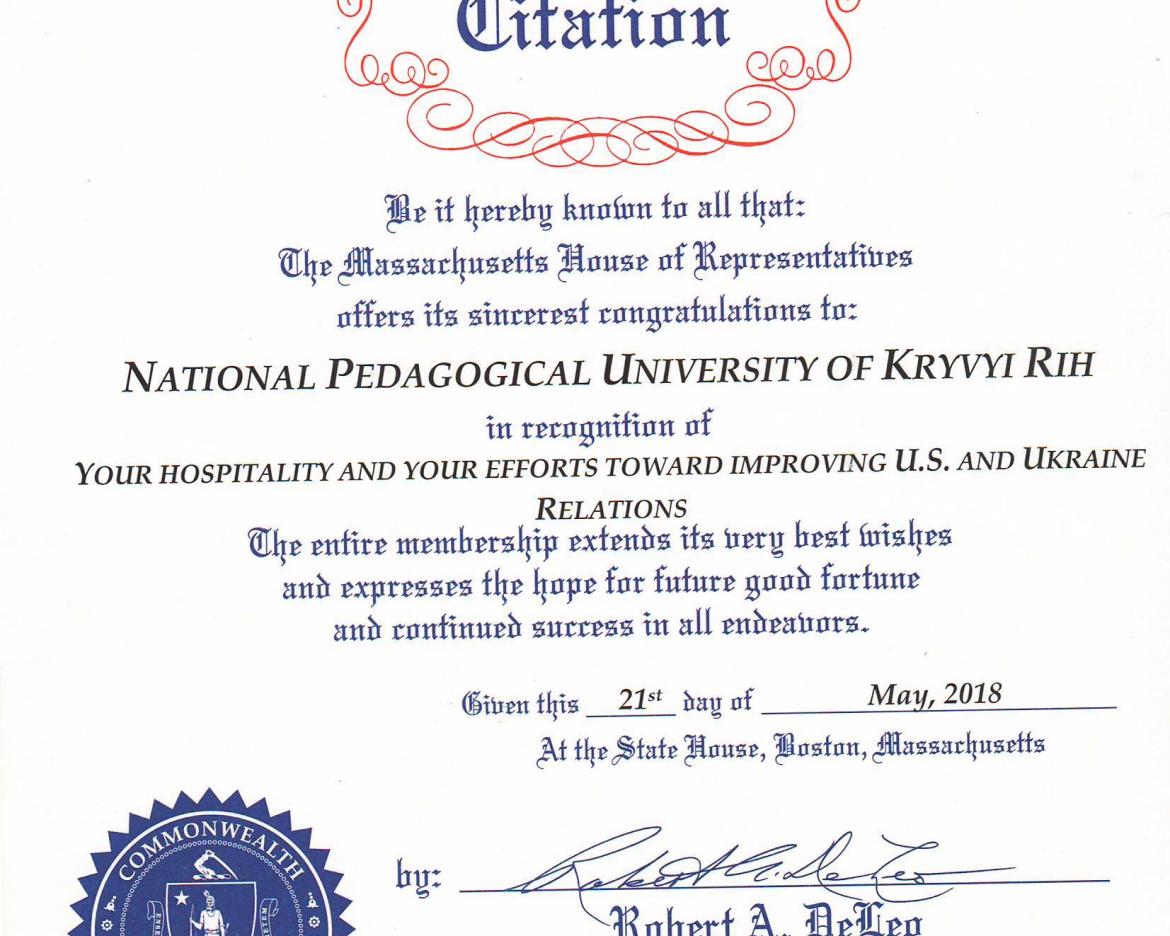 Citation
Be it hereby known to all that:
The Massachusetts House of Representatives
offers its sincerest congratulations to:
NATIONAL PEDAGOGICAL UNIVERSITY OF KRYVYI RIH
in recognition of
YOUR HOSPITALITY AND YOUR EFFORTS TOWARD IMPROVING U.S. AND UKRAINE
RELATIONS
The entire membership extends its very best wishes
and expresses the hope for future good fortune
and continued success in all endeavors.
Given this 21st day of May, 2018
At the State House, Boston, Massachusetts
COMMONWEALTH
by: Robert A. DeLeo
Robert A. DeLeo